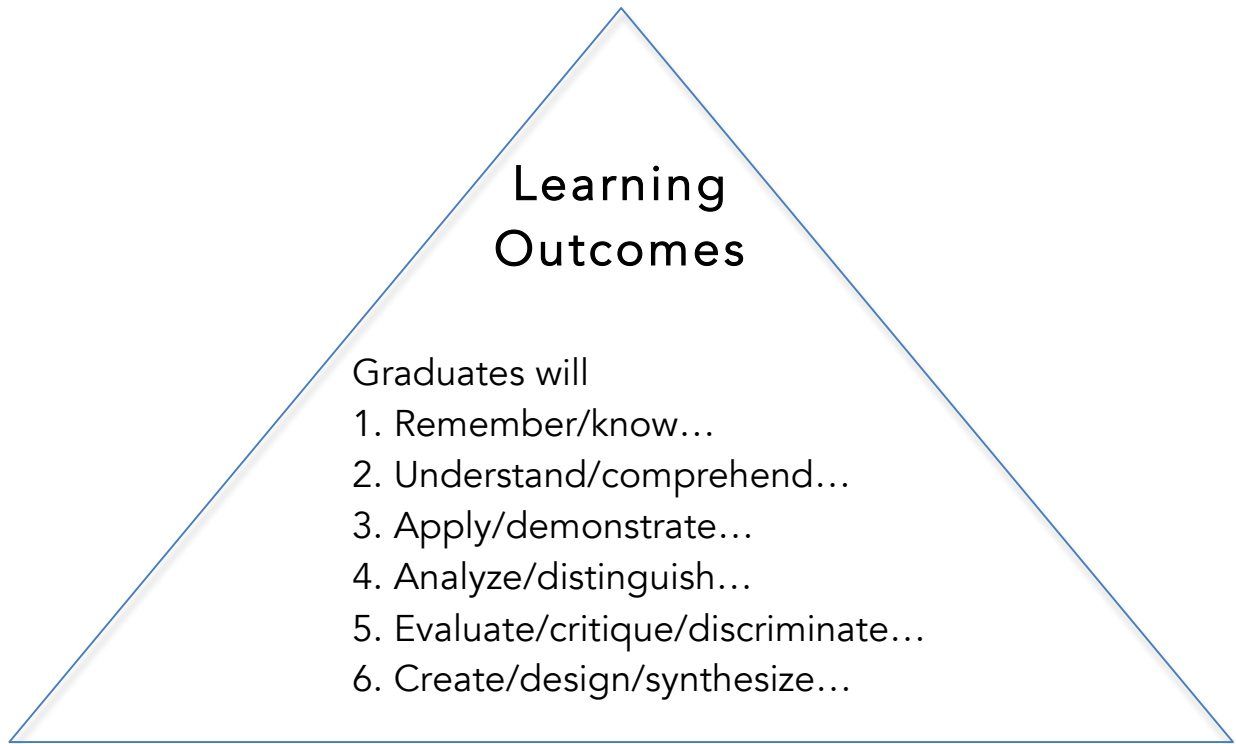 Learning
Outcomes
Graduates will
1. Remember/know…
2. Understand/comprehend…
3. Apply/demonstrate…
4. Analyze/distinguish…
5. Evaluate/critique/discriminate…
6. Create/design/synthesize…